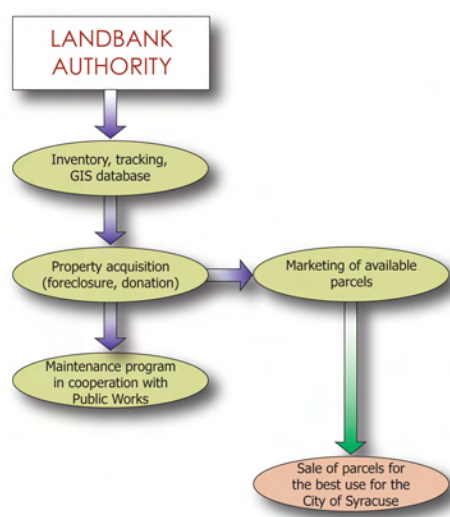 LANDBANK
AUTHORITY
Inventory, tracking,
GIS database
Property acquisition
(foreclosure, donation)
Marketing of available
parcels
Maintenance program
in cooperation with
Public Works
Sale of parcels for
the best use for the
City of Syracuse